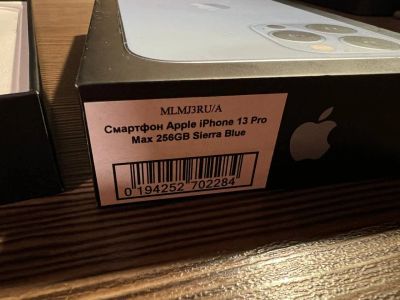 MLMJ3RU/A
Смартфон Apple iPhone 13 Pro
Max 256GB Sierra Blue
0 194252 702284